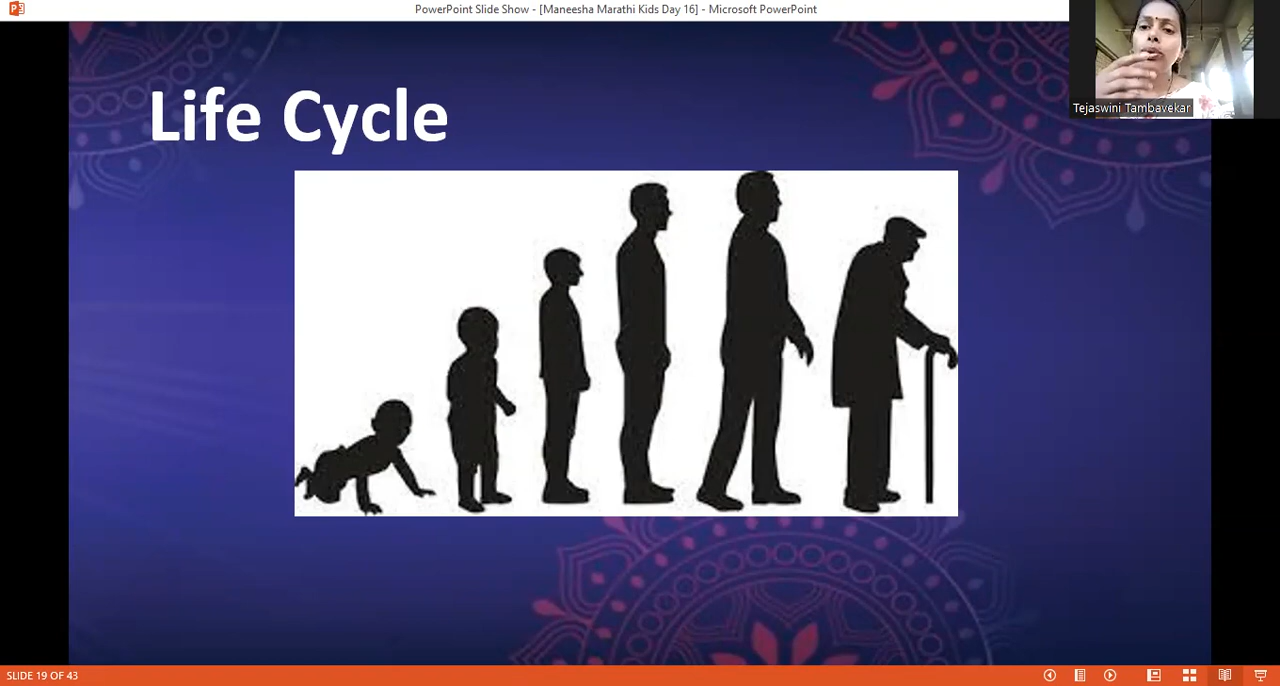 PowerPoint Slide Show - [Maneesha Marathi Kids Day 16] - Microsoft PowerPoint
Tejaswini Tambavekar
Life Cycle
SLIDE 19 OF 43